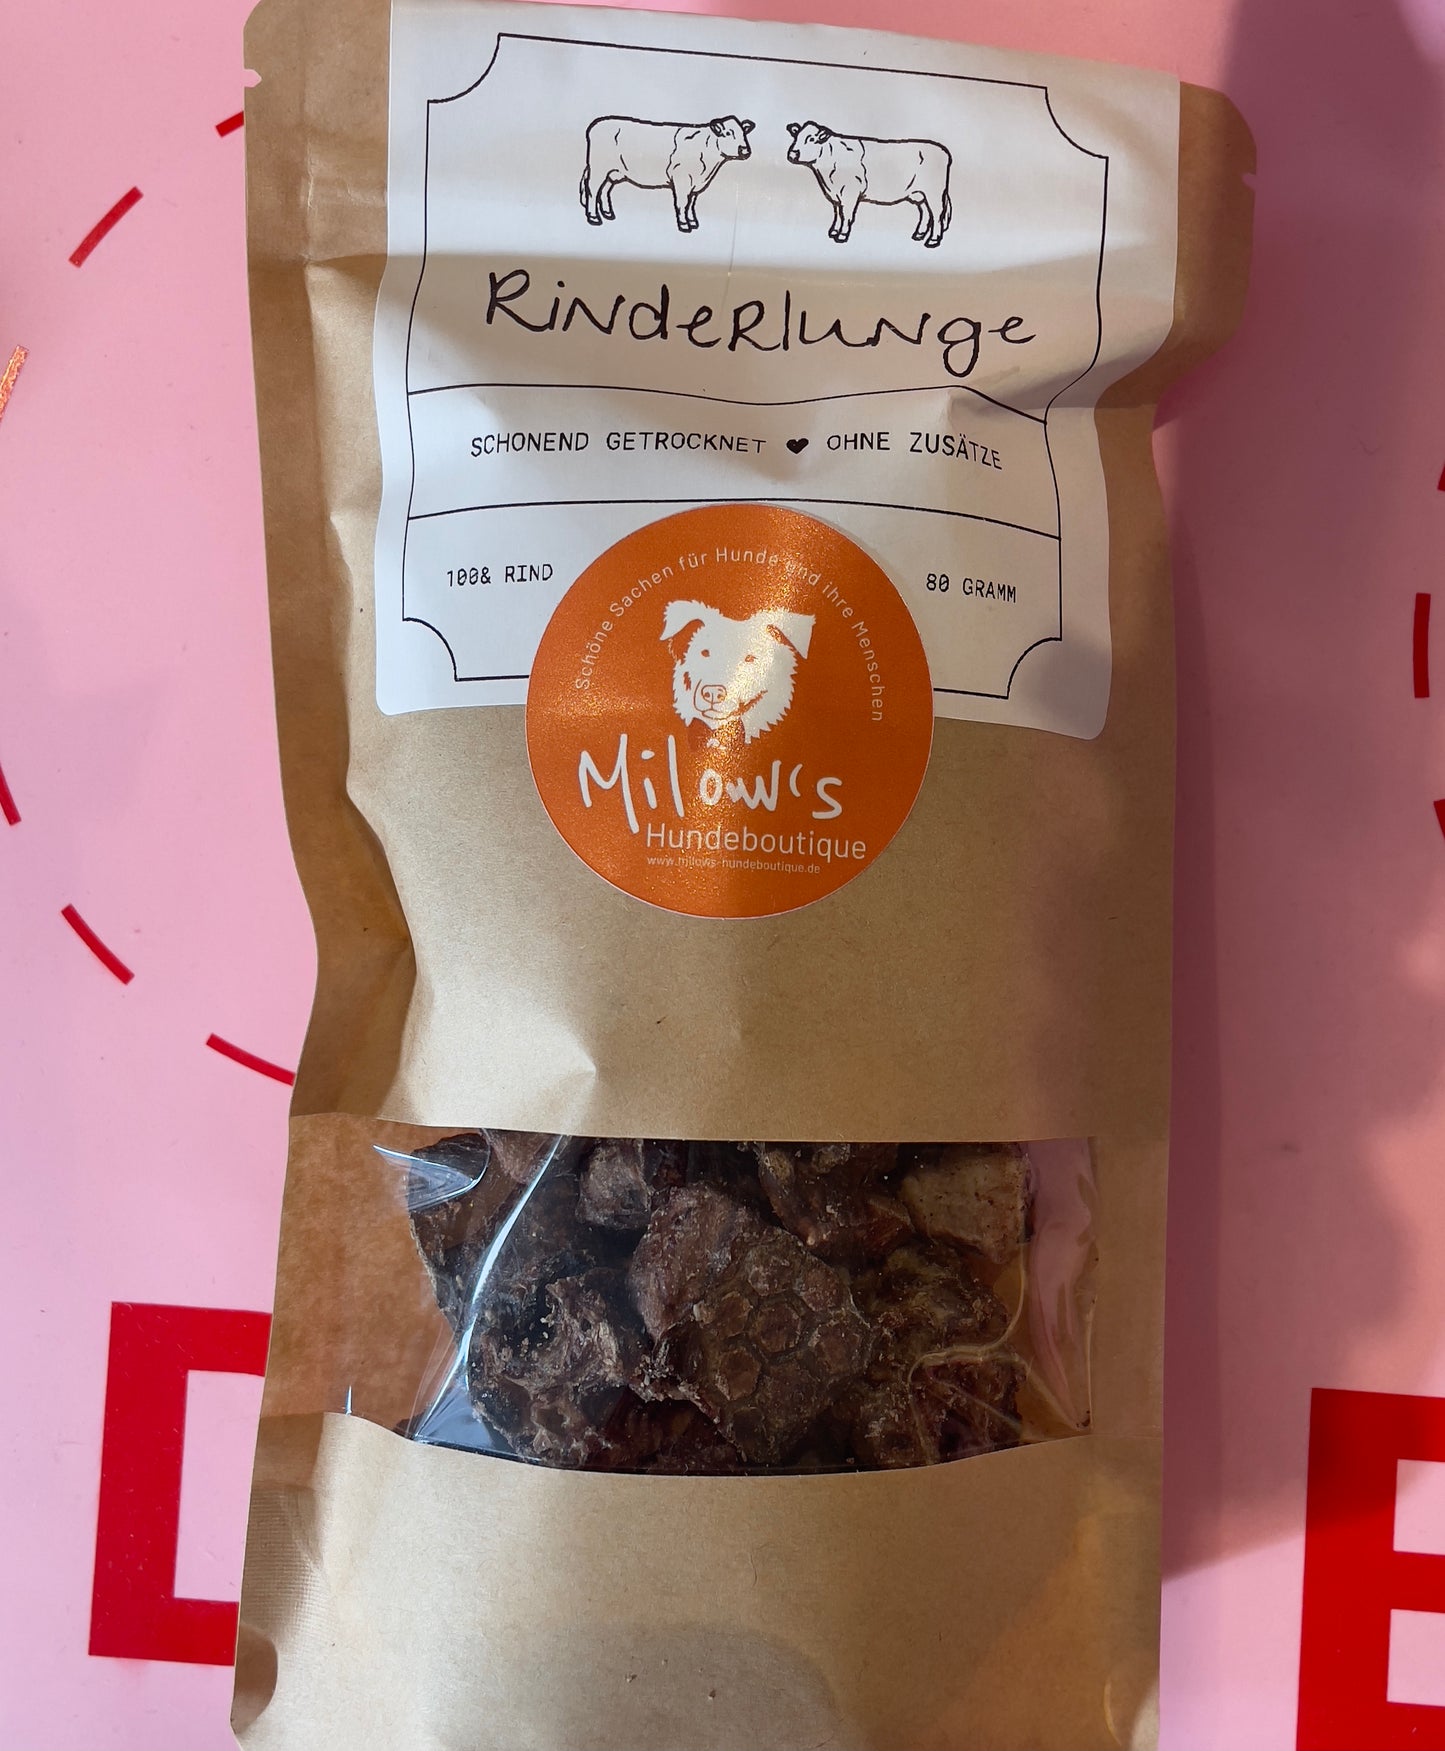 Rinderlunge
SCHONEND GETROCKNET ♥ OHNE ZUSÄTZE
100& RIND
80 GRAMM
Schöne Sachen für Hunde und ihre Menschen
Milow's
Hundeboutique
www.milows-hundeboutique.de
D
E